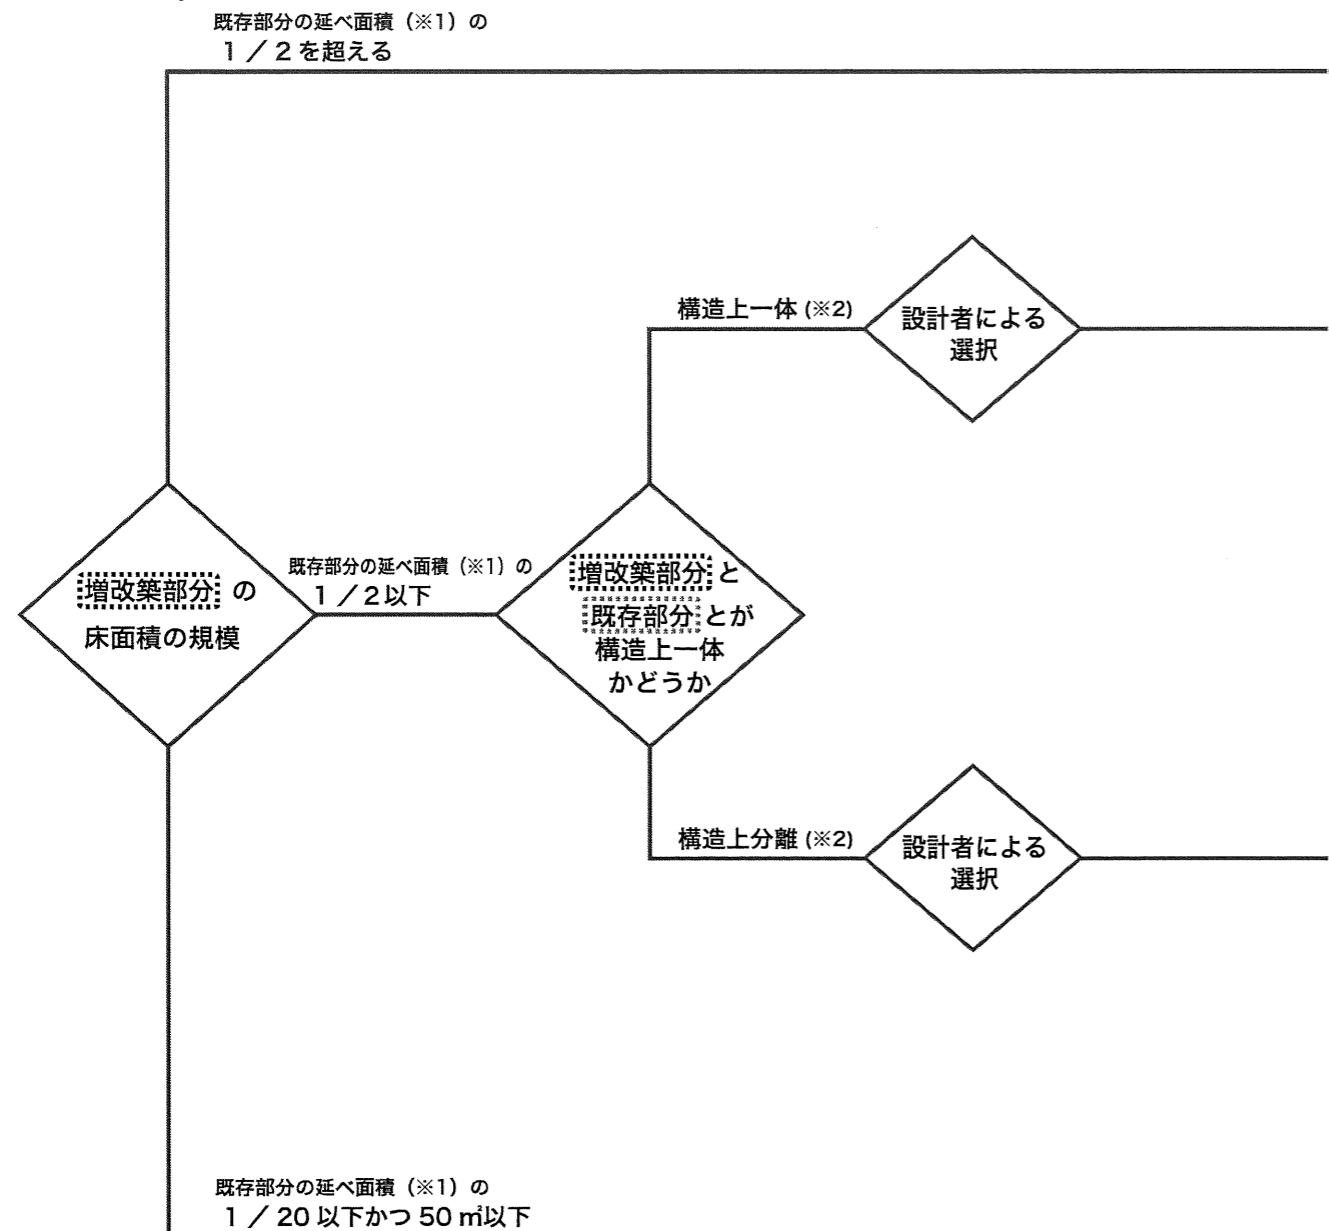 既存部分の延べ面積（※1）の
1／2を超える
構造上一体 (※2)
設計者による
選択
増改築部分 の
床面積の規模
既存部分の延べ面積（※1）の
1／2以下
増改築部分 と
既存部分 とが
構造上一体
かどうか
構造上分離 (※2)
設計者による
選択
既存部分の延べ面積（※1）の
1／20 以下かつ 50 ㎡以下